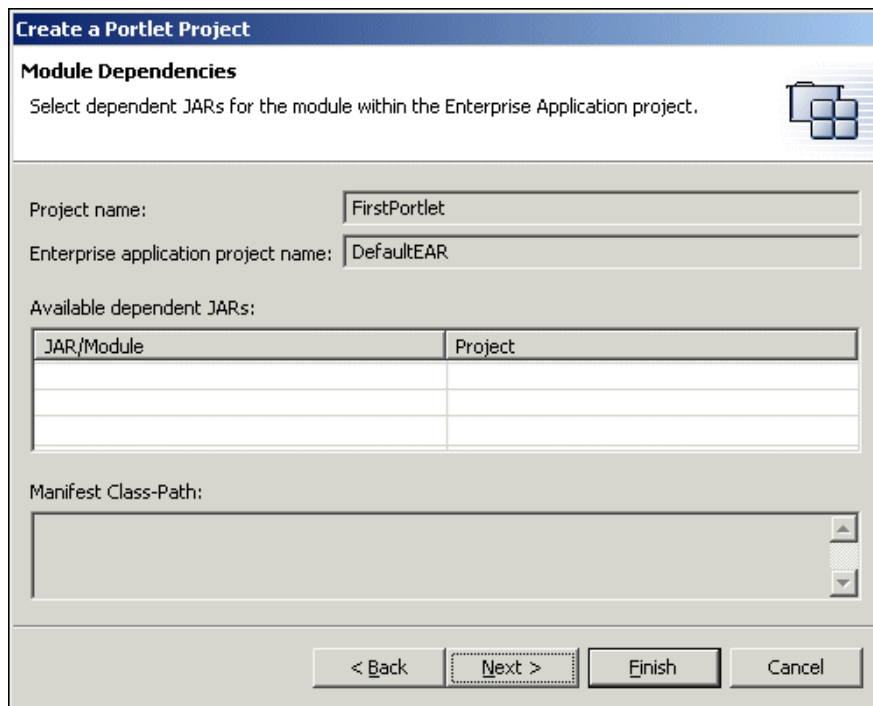 Create a Portlet Project
Module Dependencies
Select dependent JARs for the module within the Enterprise Application project.
Project name: FirstPortlet
Enterprise application project name: DefaultEAR
Available dependent JARs:
JAR/Module Project
Manifest Class-Path:
< Back Next > Finish Cancel